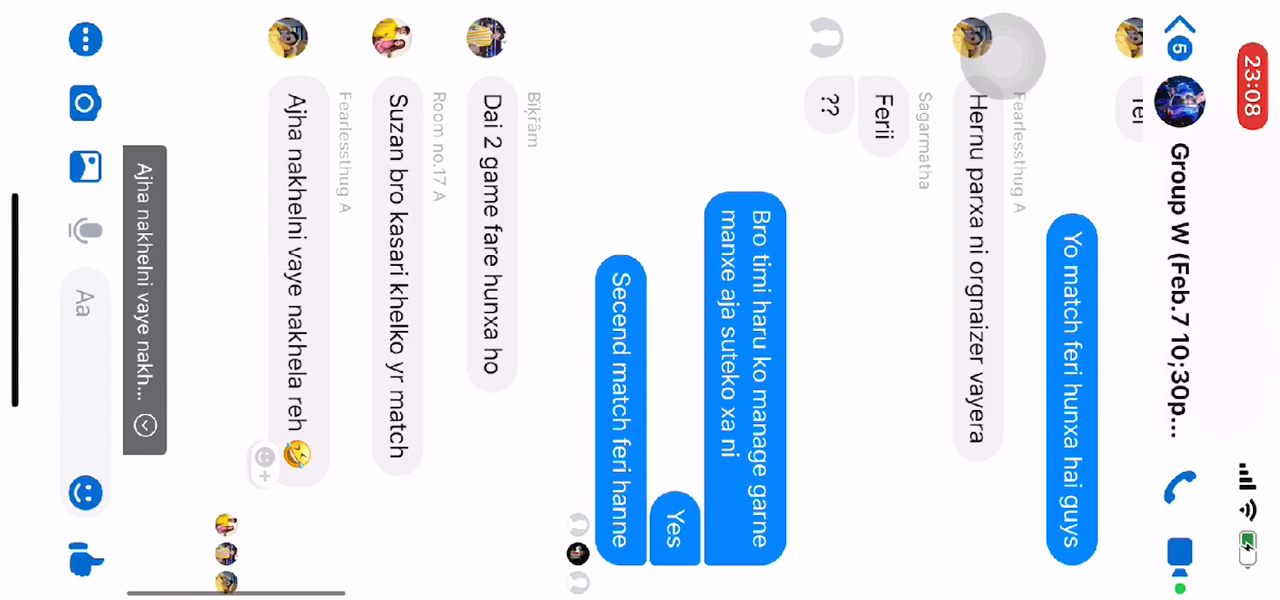 23:08
5
Group W (Feb.7 10;30p...
Yo match feri hunxa hai guys
Fearlessthug A
Hernu parxa ni orgnaizer vayera
Sagarmatha
Ferii
??
Bro timi haru ko manage garne
manxe aja suteko xa ni
Yes
Secend match feri hanne
Bïķřâm
Dai 2 game fare hunxa ho
Room no.17 A
Suzan bro kasari khelko yr match
Fearlessthug A
Ajha nakhelni vaye nakhela reh 🤣
Ajha nakhelni vaye nakh...
Aa